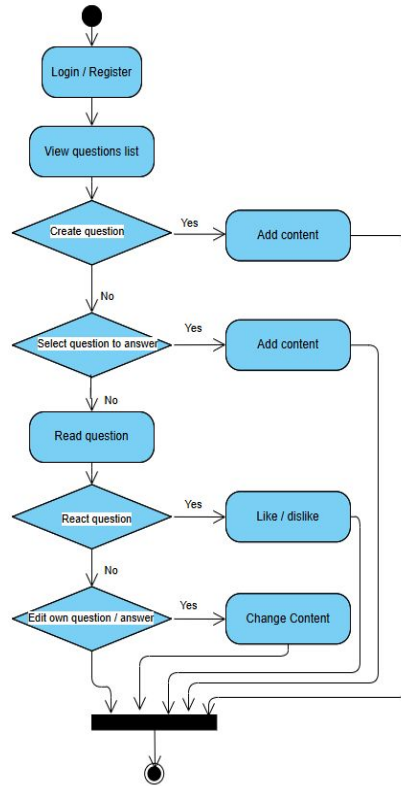 Login / Register
View questions list
Create question
Yes
Add content
No
Select question to answer
Yes
Add content
No
Read question
React question
Yes
Like / dislike
No
Edit own question / answer
Yes
Change Content